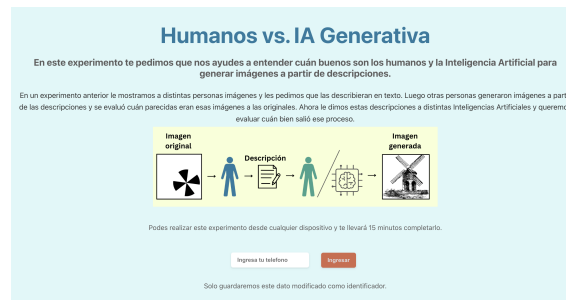 Humanos vs. IA Generativa
En este experimento te pedimos que nos ayudes a entender cuán buenos son los humanos y la Inteligencia Artificial para
generar imágenes a partir de descripciones.
En un experimento anterior le mostramos a distintas personas imágenes y les pedimos que las describieran en texto. Luego otras personas generaron imágenes a part
de las descripciones y se evaluó cuán parecidas eran esas imágenes a las originales. Ahora le dimos estas descripciones a distintas Inteligencias Artificiales y queremo
evaluar cuán bien salió ese proceso.
Imagen
original
Descripción
Imagen
generada
Podes realizar este experimento desde cualquier dispositivo y te llevará 15 minutos completarlo.
Ingresa tu telefono
Ingresar
Solo guardaremos este dato modificado como identificador.